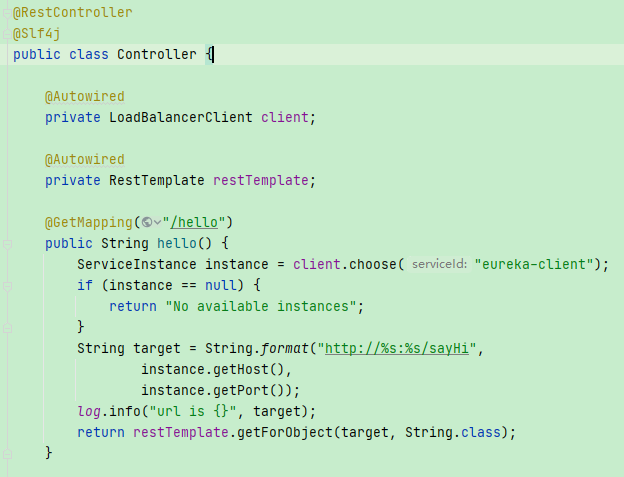 @RestController
@Slf4j
public class Controller {
@Autowired
private LoadBalancerClient client;
@Autowired
private RestTemplate restTemplate;
@GetMapping("/hello")
public String hello() {
ServiceInstance instance = client.choose( serviceId: "eureka-client");
if (instance == null) {
return "No available instances";
}
String target = String.format("http://%s:%s/sayHi",
instance.getHost(),
instance.getPort());
log.info("url is {}", target);
return restTemplate.getForObject(target, String.class);
}